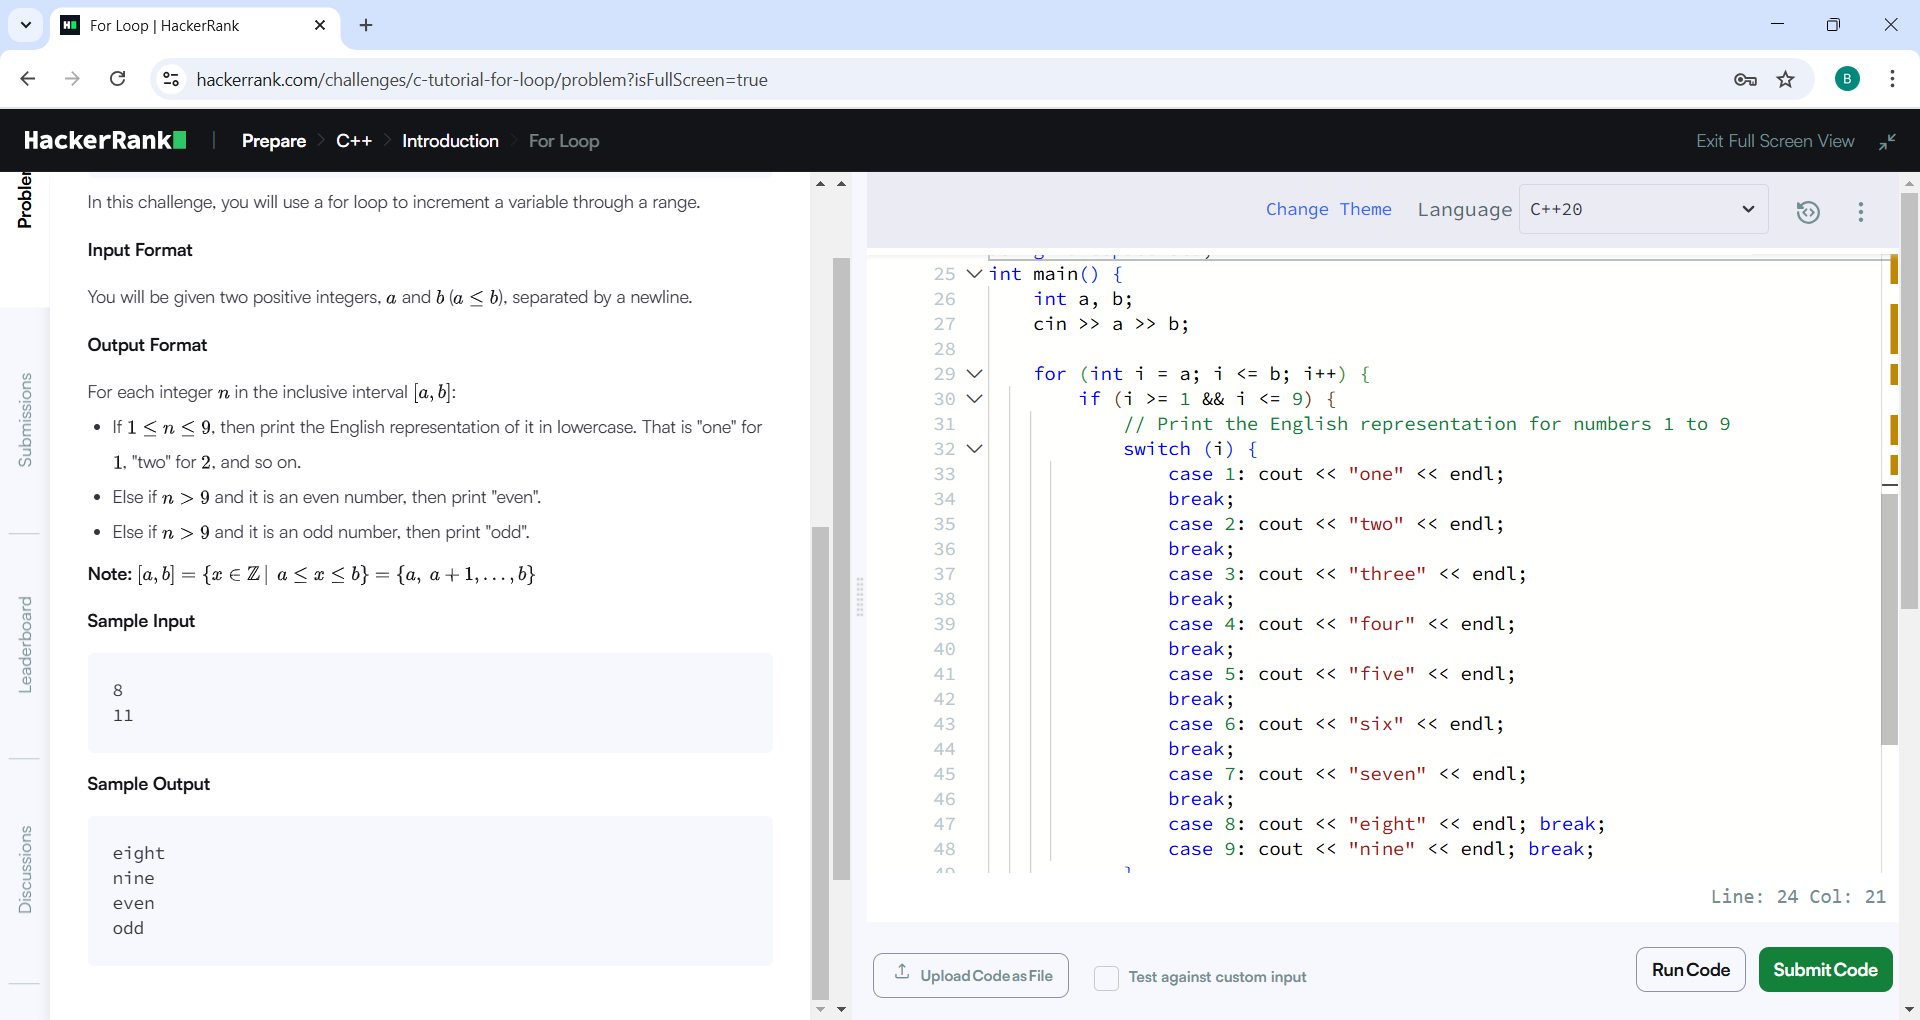 For Loop | HackerRank
hackerrank.com/challenges/c-tutorial-for-loop/problem?isFullScreen=true
B
HackerRank
Prepare
C++
Introduction
For Loop
Exit Full Screen View
Submissions
Leaderboard
Discussions
In this challenge, you will use a for loop to increment a variable through a range.
Input Format
You will be given two positive integers, a and b (a ≤ b), separated by a newline.
Output Format
For each integer n in the inclusive interval [a, b]:
• If 1 ≤ n ≤ 9, then print the English representation of it in lowercase. That is "one" for
1, "two" for 2, and so on.
• Else if n > 9 and it is an even number, then print "even".
• Else if n > 9 and it is an odd number, then print "odd".
Note: [a, b] = {x ∈ ℤ | a ≤ x ≤ b} = {a, a + 1, . . . , b}
Sample Input
8
11
Sample Output
eight
nine
even
odd
Change Theme
Language
C++20
25 int main() {
26 int a, b;
27 cin >> a >> b;
28
29 for (int i = a; i <= b; i++) {
30 if (i >= 1 && i <= 9) {
31 // Print the English representation for numbers 1 to 9
32 switch (i) {
33 case 1: cout << "one" << endl;
34 break;
35 case 2: cout << "two" << endl;
36 break;
37 case 3: cout << "three" << endl;
38 break;
39 case 4: cout << "four" << endl;
40 break;
41 case 5: cout << "five" << endl;
42 break;
43 case 6: cout << "six" << endl;
44 break;
45 case 7: cout << "seven" << endl;
46 break;
47 case 8: cout << "eight" << endl; break;
48 case 9: cout << "nine" << endl; break;
Line: 24 Col: 21
Upload Code as File
Test against custom input
Run Code
Submit Code